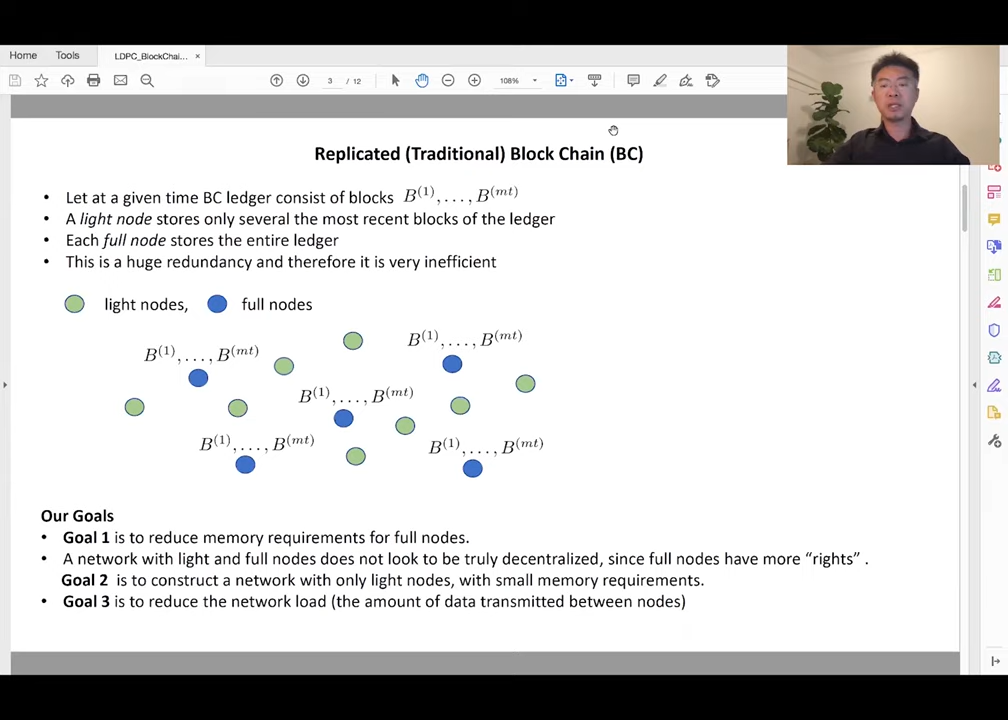 Home Tools LDPC_BlockChai... ×
3 / 12 108%
Replicated (Traditional) Block Chain (BC)
• Let at a given time BC ledger consist of blocks B^(1), . . . , B^(mt)
• A light node stores only several the most recent blocks of the ledger
• Each full node stores the entire ledger
• This is a huge redundancy and therefore it is very inefficient
light nodes, full nodes
B^(1), . . . , B^(mt)
B^(1), . . . , B^(mt)
B^(1), . . . , B^(mt)
B^(1), . . . , B^(mt)
B^(1), . . . , B^(mt)
Our Goals
• Goal 1 is to reduce memory requirements for full nodes.
• A network with light and full nodes does not look to be truly decentralized, since full nodes have more “rights” .
Goal 2 is to construct a network with only light nodes, with small memory requirements.
• Goal 3 is to reduce the network load (the amount of data transmitted between nodes)